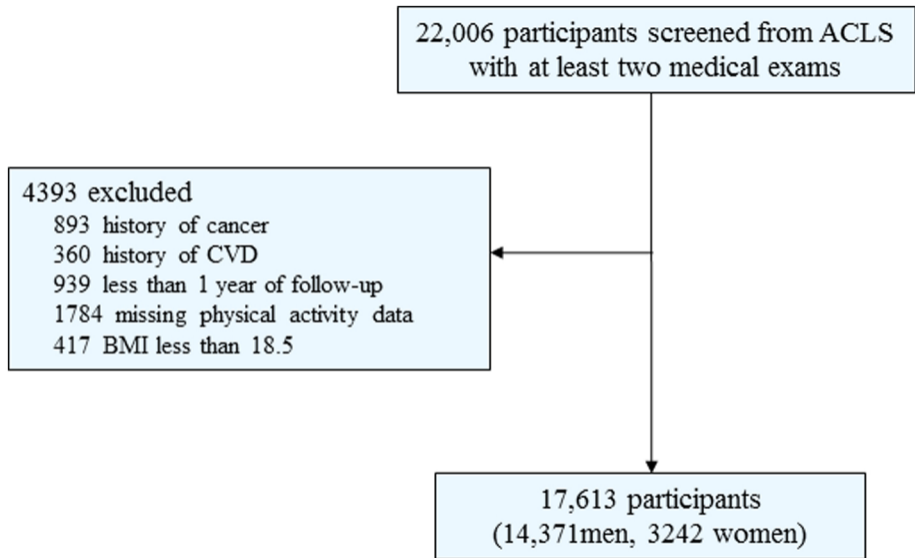 22,006 participants screened from ACLS
with at least two medical exams
4393 excluded
893 history of cancer
360 history of CVD
939 less than 1 year of follow-up
1784 missing physical activity data
417 BMI less than 18.5
17,613 participants
(14,371men, 3242 women)